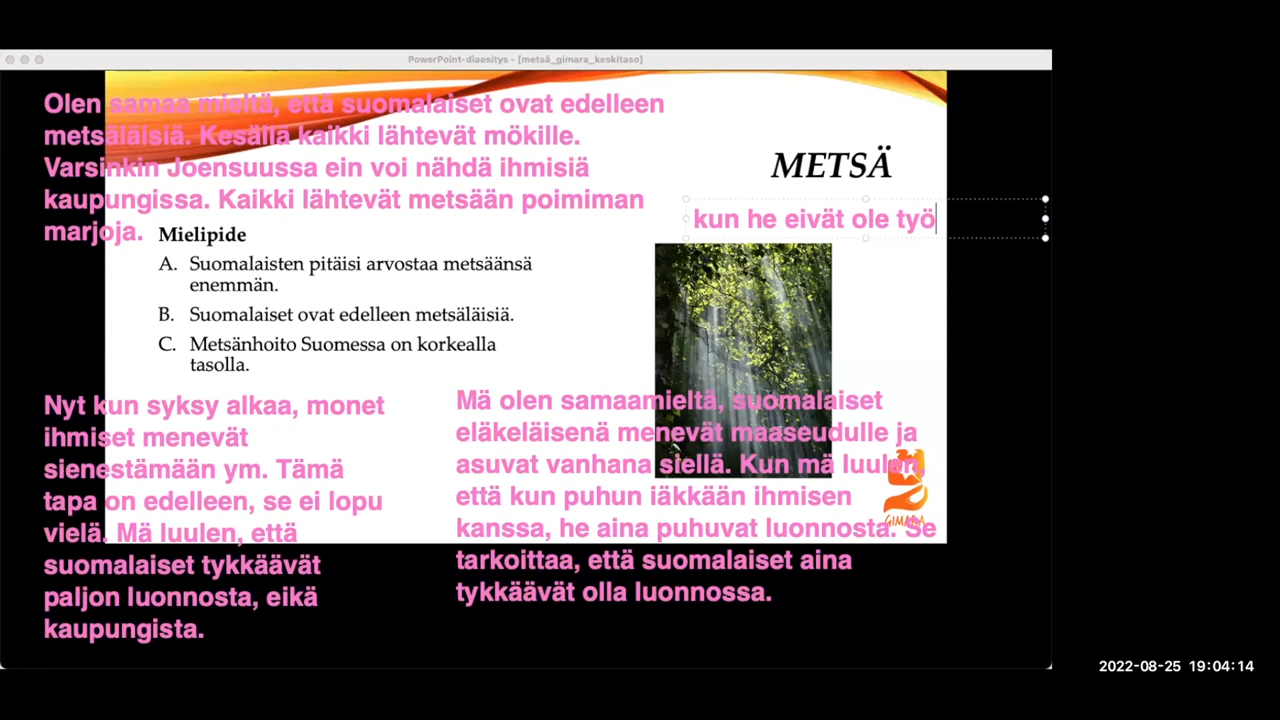 PowerPoint-diaesitys - [metsä_gimara_keskitaso]
Olen samaa mieltä, että suomalaiset ovat edelleen
metsäläisiä. Kesällä kaikki lähtevät mökille.
Varsinkin Joensuussa ein voi nähdä ihmisiä
kaupungissa. Kaikki lähtevät metsään poimiman
marjoja.
METSÄ
kun he eivät ole työ
Mielipide
A. Suomalaisten pitäisi arvostaa metsäänsä
enemmän.
B. Suomalaiset ovat edelleen metsäläisiä.
C. Metsänhoito Suomessa on korkealla
tasolla.
Nyt kun syksy alkaa, monet
ihmiset menevät
sienestämään ym. Tämä
tapa on edelleen, se ei lopu
vielä. Mä luulen, että
suomalaiset tykkäävät
paljon luonnosta, eikä
kaupungista.
Mä olen samaamieltä, suomalaiset
eläkeläisenä menevät maaseudulle ja
asuvat vanhana siellä. Kun mä luulen,
että kun puhun iäkkään ihmisen
kanssa, he aina puhuvat luonnosta. Se
tarkoittaa, että suomalaiset aina
tykkäävät olla luonnossa.
GIMARA
2022-08-25 19:04:14